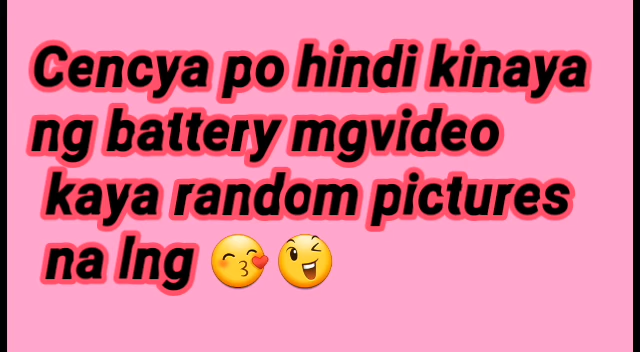 Cencya po hindi kinaya
ng battery mgvideo
kaya random pictures
na lng 😚😉